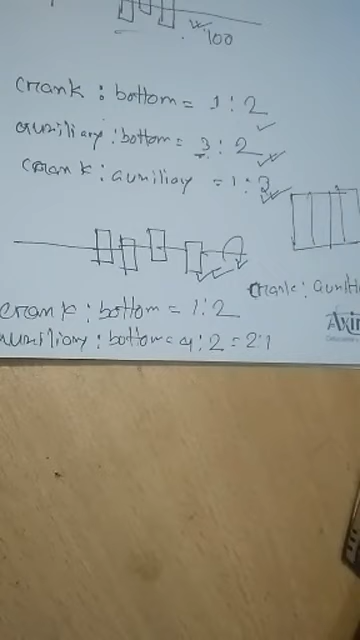 100
crank : bottom = 1 : 2
auxiliary : bottom = 3 : 2
crank : auxiliary = 1 : 3
crank : auxili
crank : bottom = 1 : 2
auxiliary : bottom = 4 : 2 = 2:1